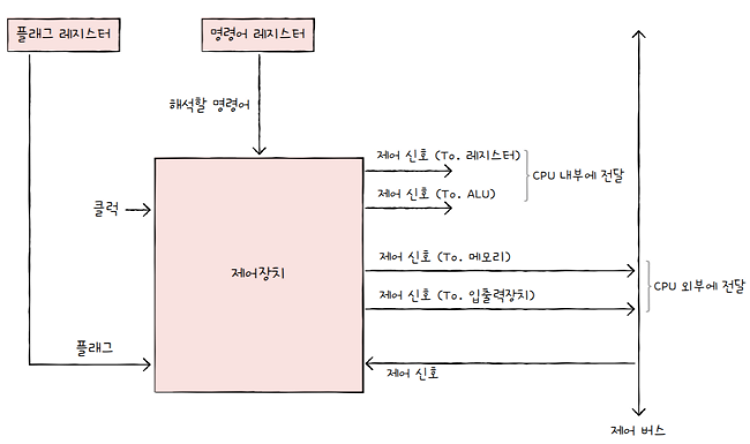 플래그 레지스터
명령어 레지스터
해석할 명령어
제어 신호 (To. 레지스터)
CPU 내부에 전달
제어 신호 (To. ALU)
클럭
제어장치
제어 신호 (To. 메모리)
CPU 외부에 전달
제어 신호 (To. 입출력장치)
플래그
제어 신호
제어 버스